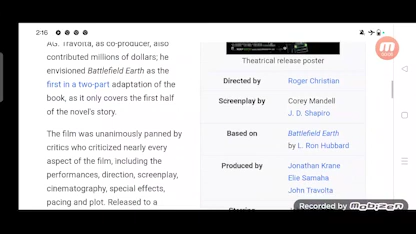 2:16
AG. Travolta, as co-producer, also
contributed millions of dollars; he
envisioned Battlefield Earth as the
first in a two-part adaptation of the
book, as it only covers the first half
of the novel's story.
The film was unanimously panned by
critics who criticized nearly every
aspect of the film, including the
performances, direction, screenplay,
cinematography, special effects,
pacing and plot. Released to a
Theatrical release poster
Directed by Roger Christian
Screenplay by Corey Mandell
J. D. Shapiro
Based on Battlefield Earth
by L. Ron Hubbard
Produced by Jonathan Krane
Elie Samaha
John Travolta
Recorded by Mobizen